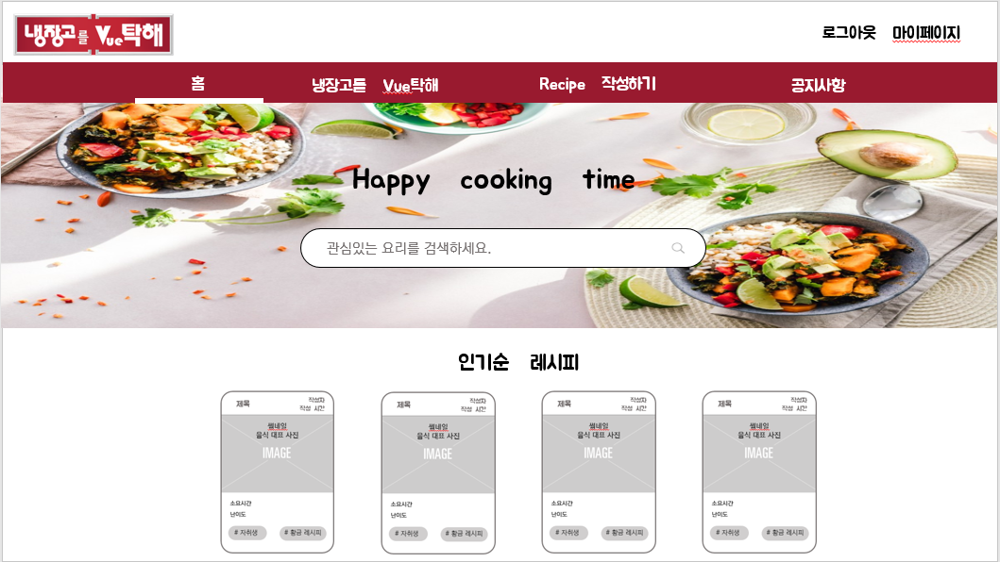 냉장고를 Vue탁해
로그아웃 마이페이지
홈 냉장고를 Vue탁해 Recipe 작성하기 공지사항
Happy cooking time
관심있는 요리를 검색하세요.
인기순 레시피
제목 작성자
작성 시간
썸네일
음식 대표 사진
IMAGE
소요시간
난이도
# 자취생 # 황금 레시피
제목 작성자
작성 시간
썸네일
음식 대표 사진
IMAGE
소요시간
난이도
# 자취생 # 황금 레시피
제목 작성자
작성 시간
썸네일
음식 대표 사진
IMAGE
소요시간
난이도
# 자취생 # 황금 레시피
제목 작성자
작성 시간
썸네일
음식 대표 사진
IMAGE
소요시간
난이도
# 자취생 # 황금 레시피